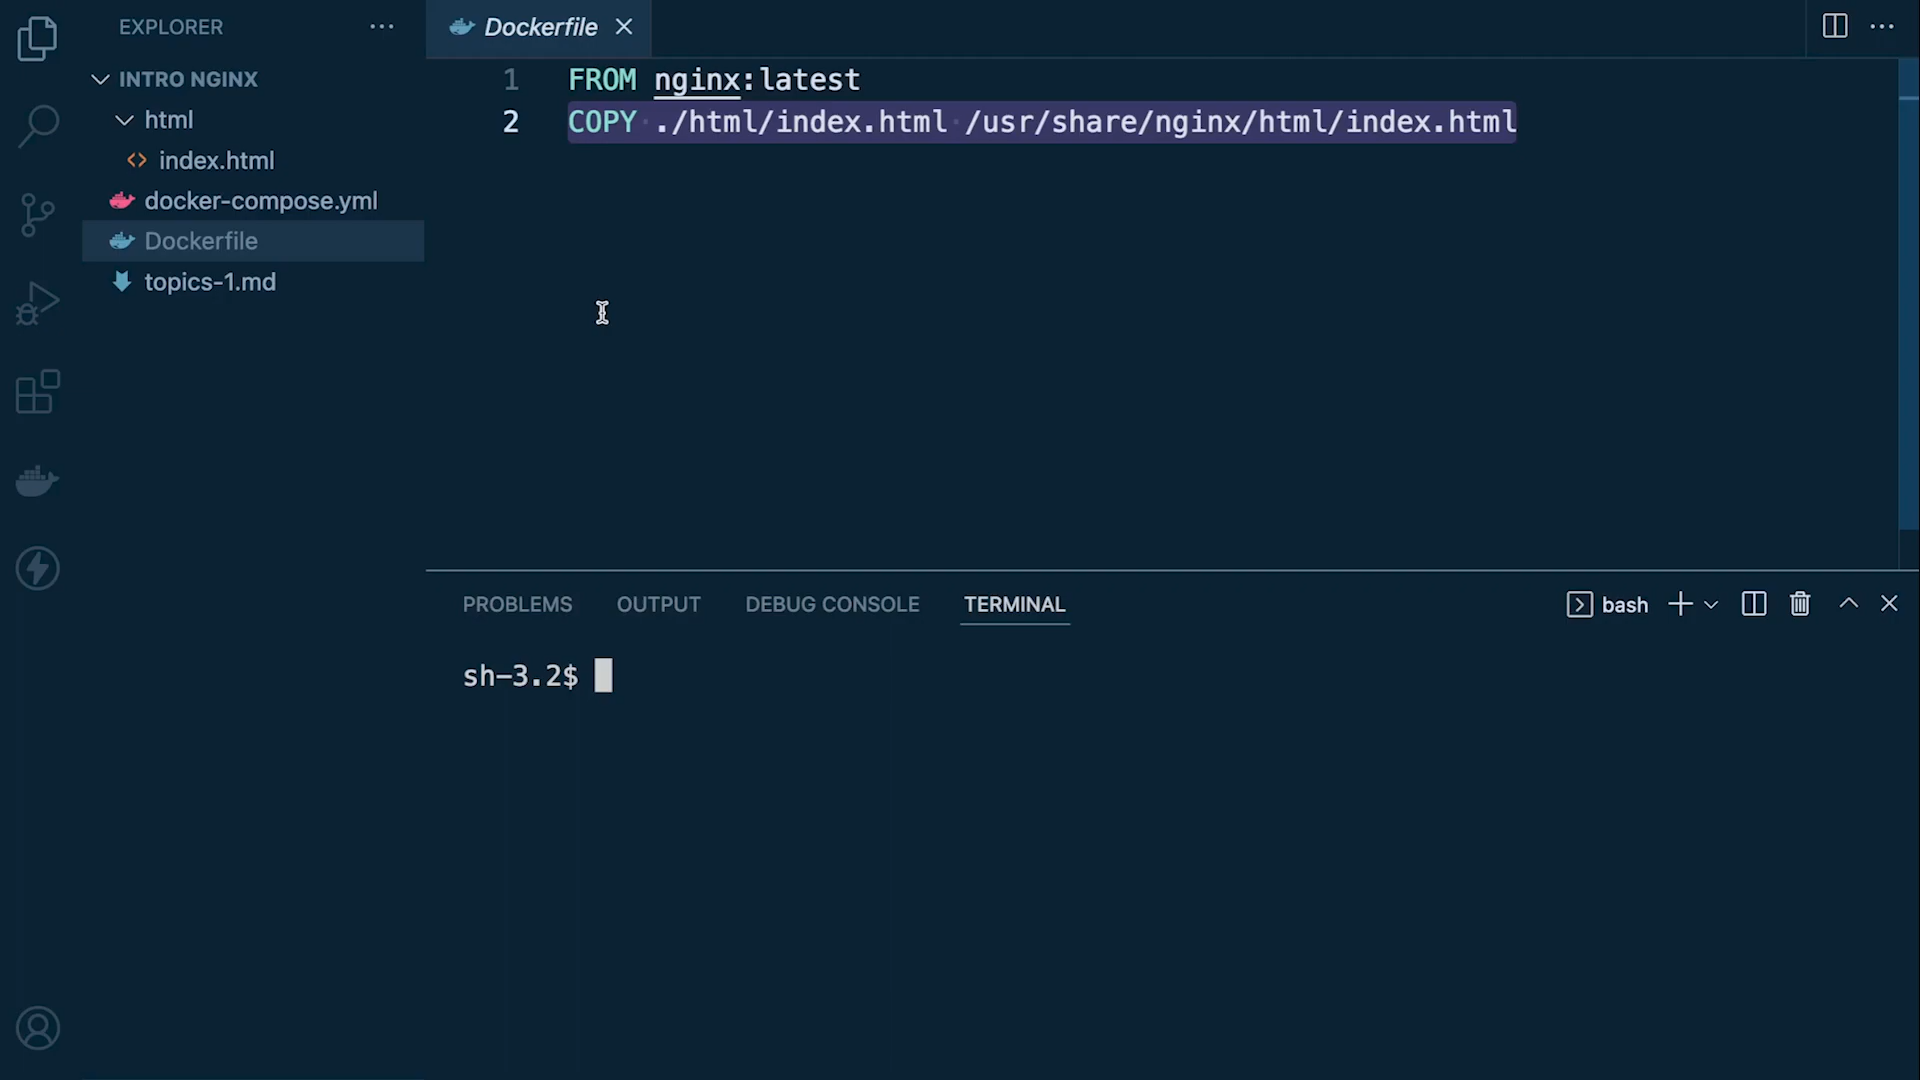 EXPLORER
INTRO NGINX
html
index.html
docker-compose.yml
Dockerfile
topics-1.md
Dockerfile
1 FROM nginx:latest
2 COPY ./html/index.html /usr/share/nginx/html/index.html
PROBLEMS OUTPUT DEBUG CONSOLE TERMINAL bash
sh-3.2$